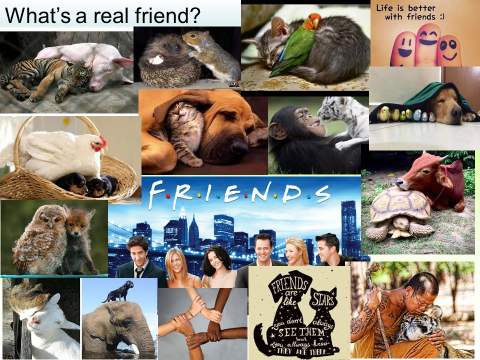 What's a real friend?
Life is better
with friends :)
F.R.I.E.N.D.S
FRIENDS
are
like
STARS
you don't always
SEE THEM
but
you always know
THEY ARE THERE